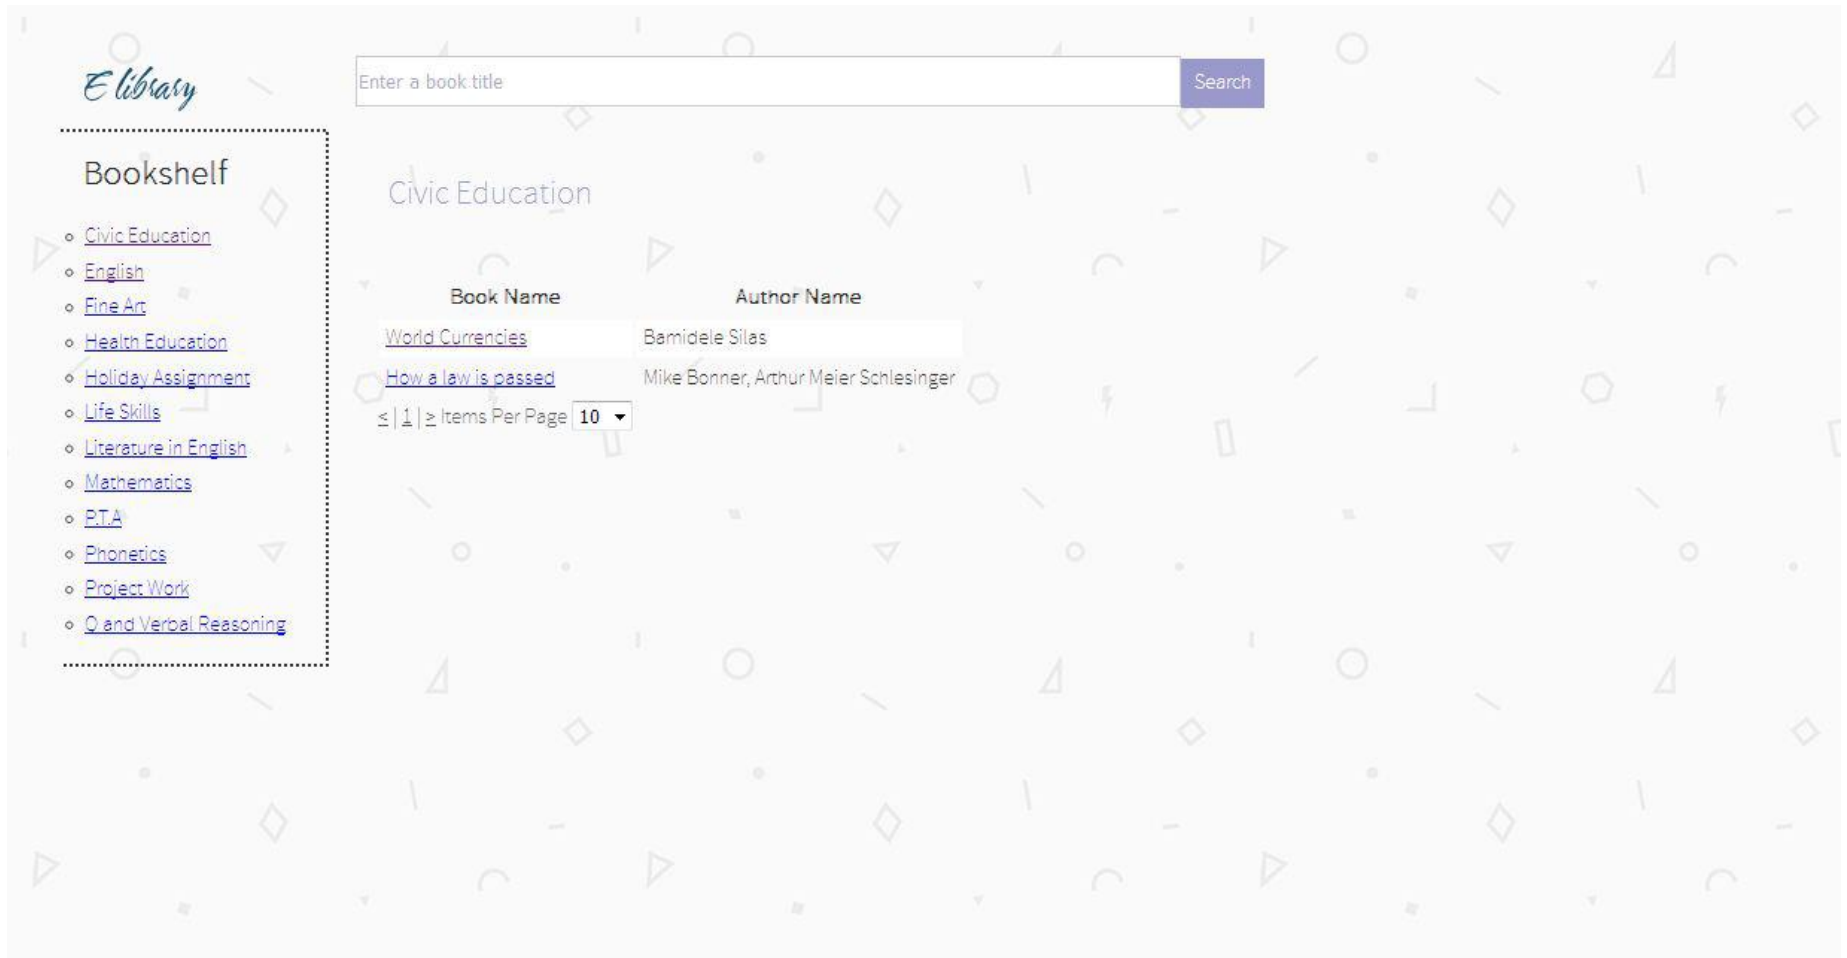 E library
Enter a book title
Search
Bookshelf
Civic Education
English
Fine Art
Health Education
Holiday Assignment
Life Skills
Literature in English
Mathematics
P.T.A
Phonetics
Project Work
Q and Verbal Reasoning
Civic Education
Book Name Author Name
World Currencies Bamidele Silas
How a law is passed Mike Bonner, Arthur Meier Schlesinger
< | 1 | > Items Per Page 10